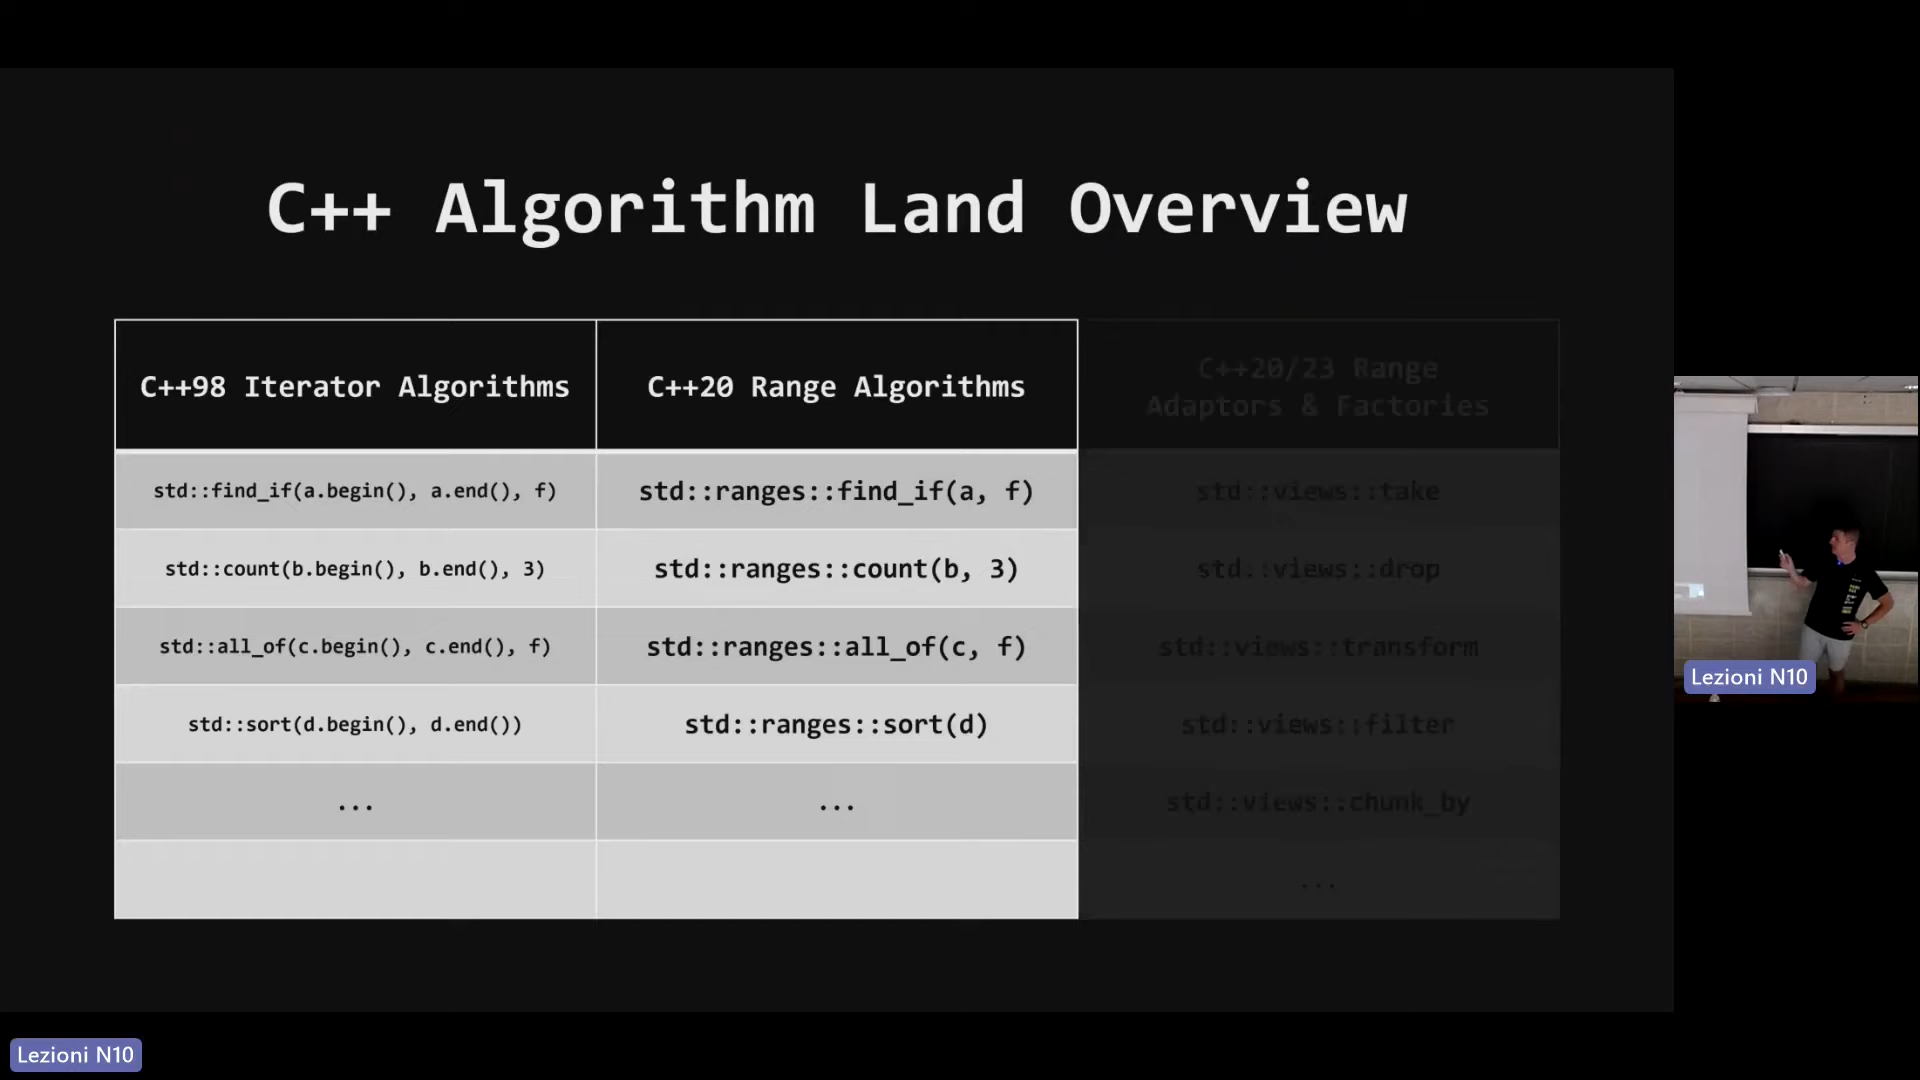 C++ Algorithm Land Overview
C++98 Iterator Algorithms
C++20 Range Algorithms
C++20/23 Range
Adaptors & Factories
std::find_if(a.begin(), a.end(), f)
std::ranges::find_if(a, f)
std::views::take
std::count(b.begin(), b.end(), 3)
std::ranges::count(b, 3)
std::views::drop
std::all_of(c.begin(), c.end(), f)
std::ranges::all_of(c, f)
std::views::transform
std::sort(d.begin(), d.end())
std::ranges::sort(d)
std::views::filter
...
...
std::views::chunk_by
...
Lezioni N10
Lezioni N10